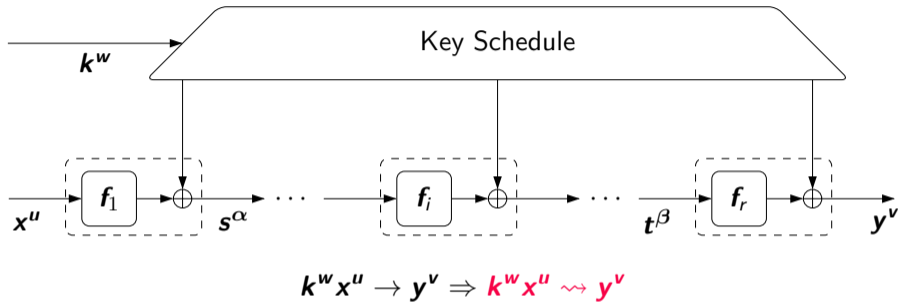 Key Schedule
k^w
f_1 f_i f_r
x^u s^α ··· ··· t^β y^v
k^w x^u → y^v ⇒ k^w x^u ⇝ y^v